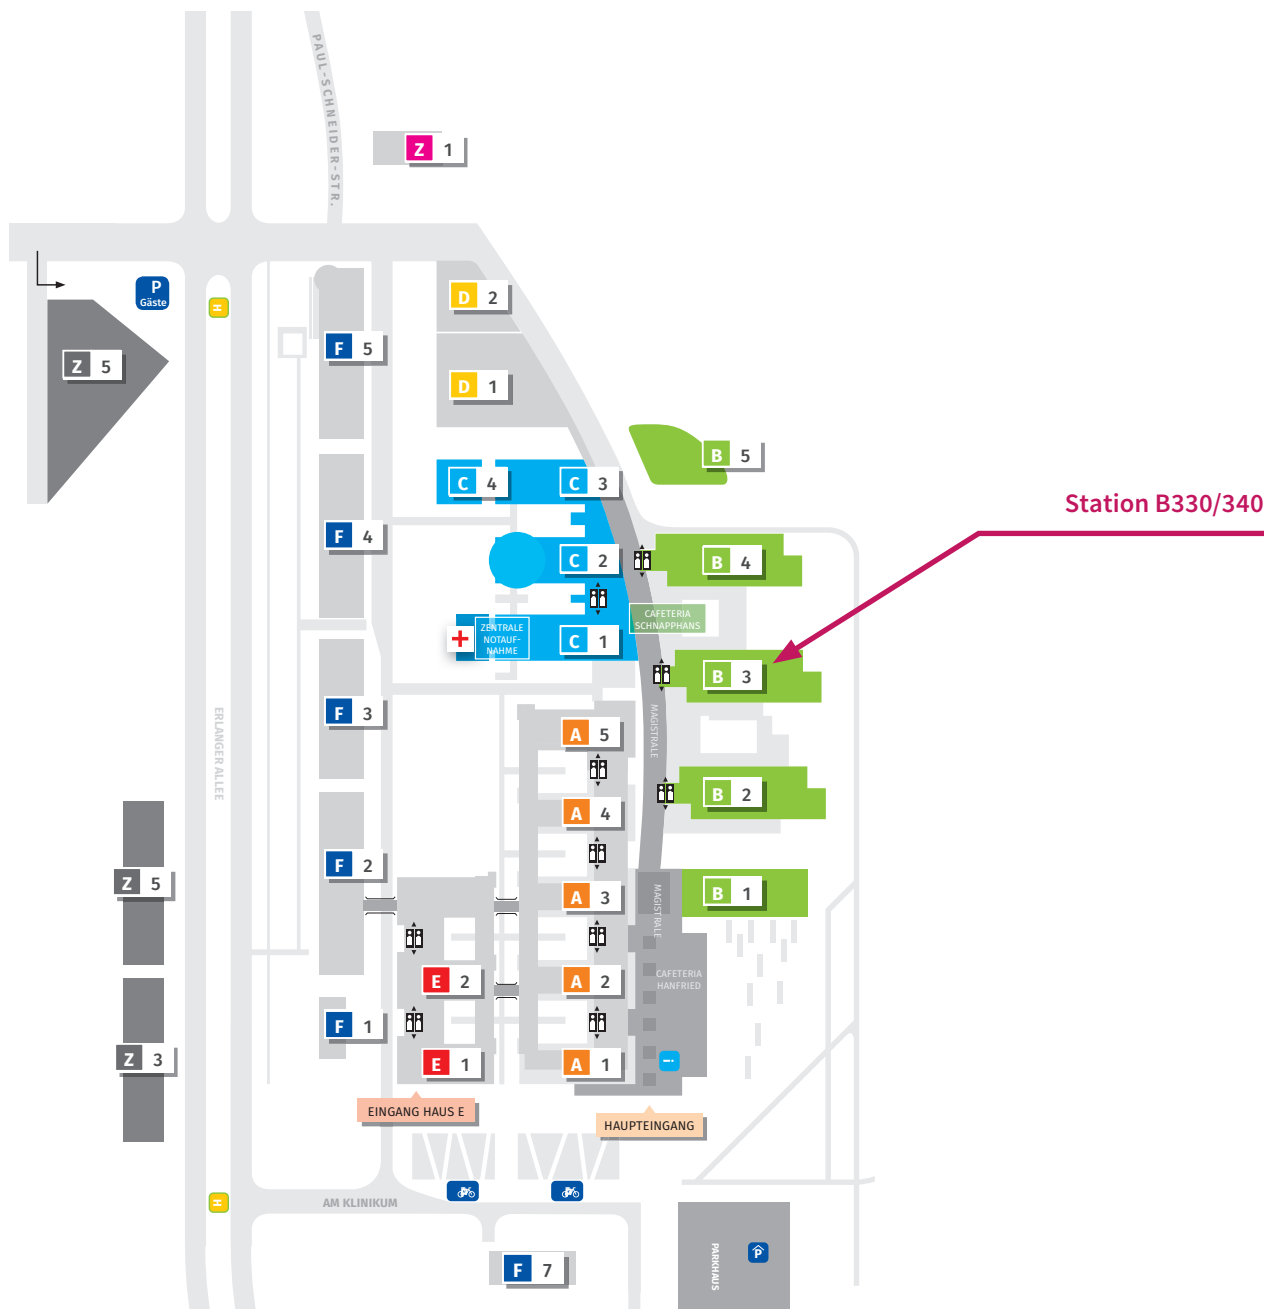 PAUL-SCHNEIDER-STR.
Z 1
P
Gäste
H
D 2
F 5
Z 5
D 1
B 5
C 4
C 3
Station B330/340
F 4
C 2
B 4
CAFETERIA
SCHNAPPHANS
ZENTRALE
NOTAUF-
NAHME
C 1
B 3
ERLANGER ALLEE
F 3
A 5
MAGISTRALE
B 2
A 4
F 2
Z 5
A 3
MAGISTRALE
B 1
E 2
A 2
CAFETERIA
HANFRIED
F 1
Z 3
E 1
A 1
i
EINGANG HAUS E
HAUPTEINGANG
H
AM KLINIKUM
F 7
PARKHAUS
P